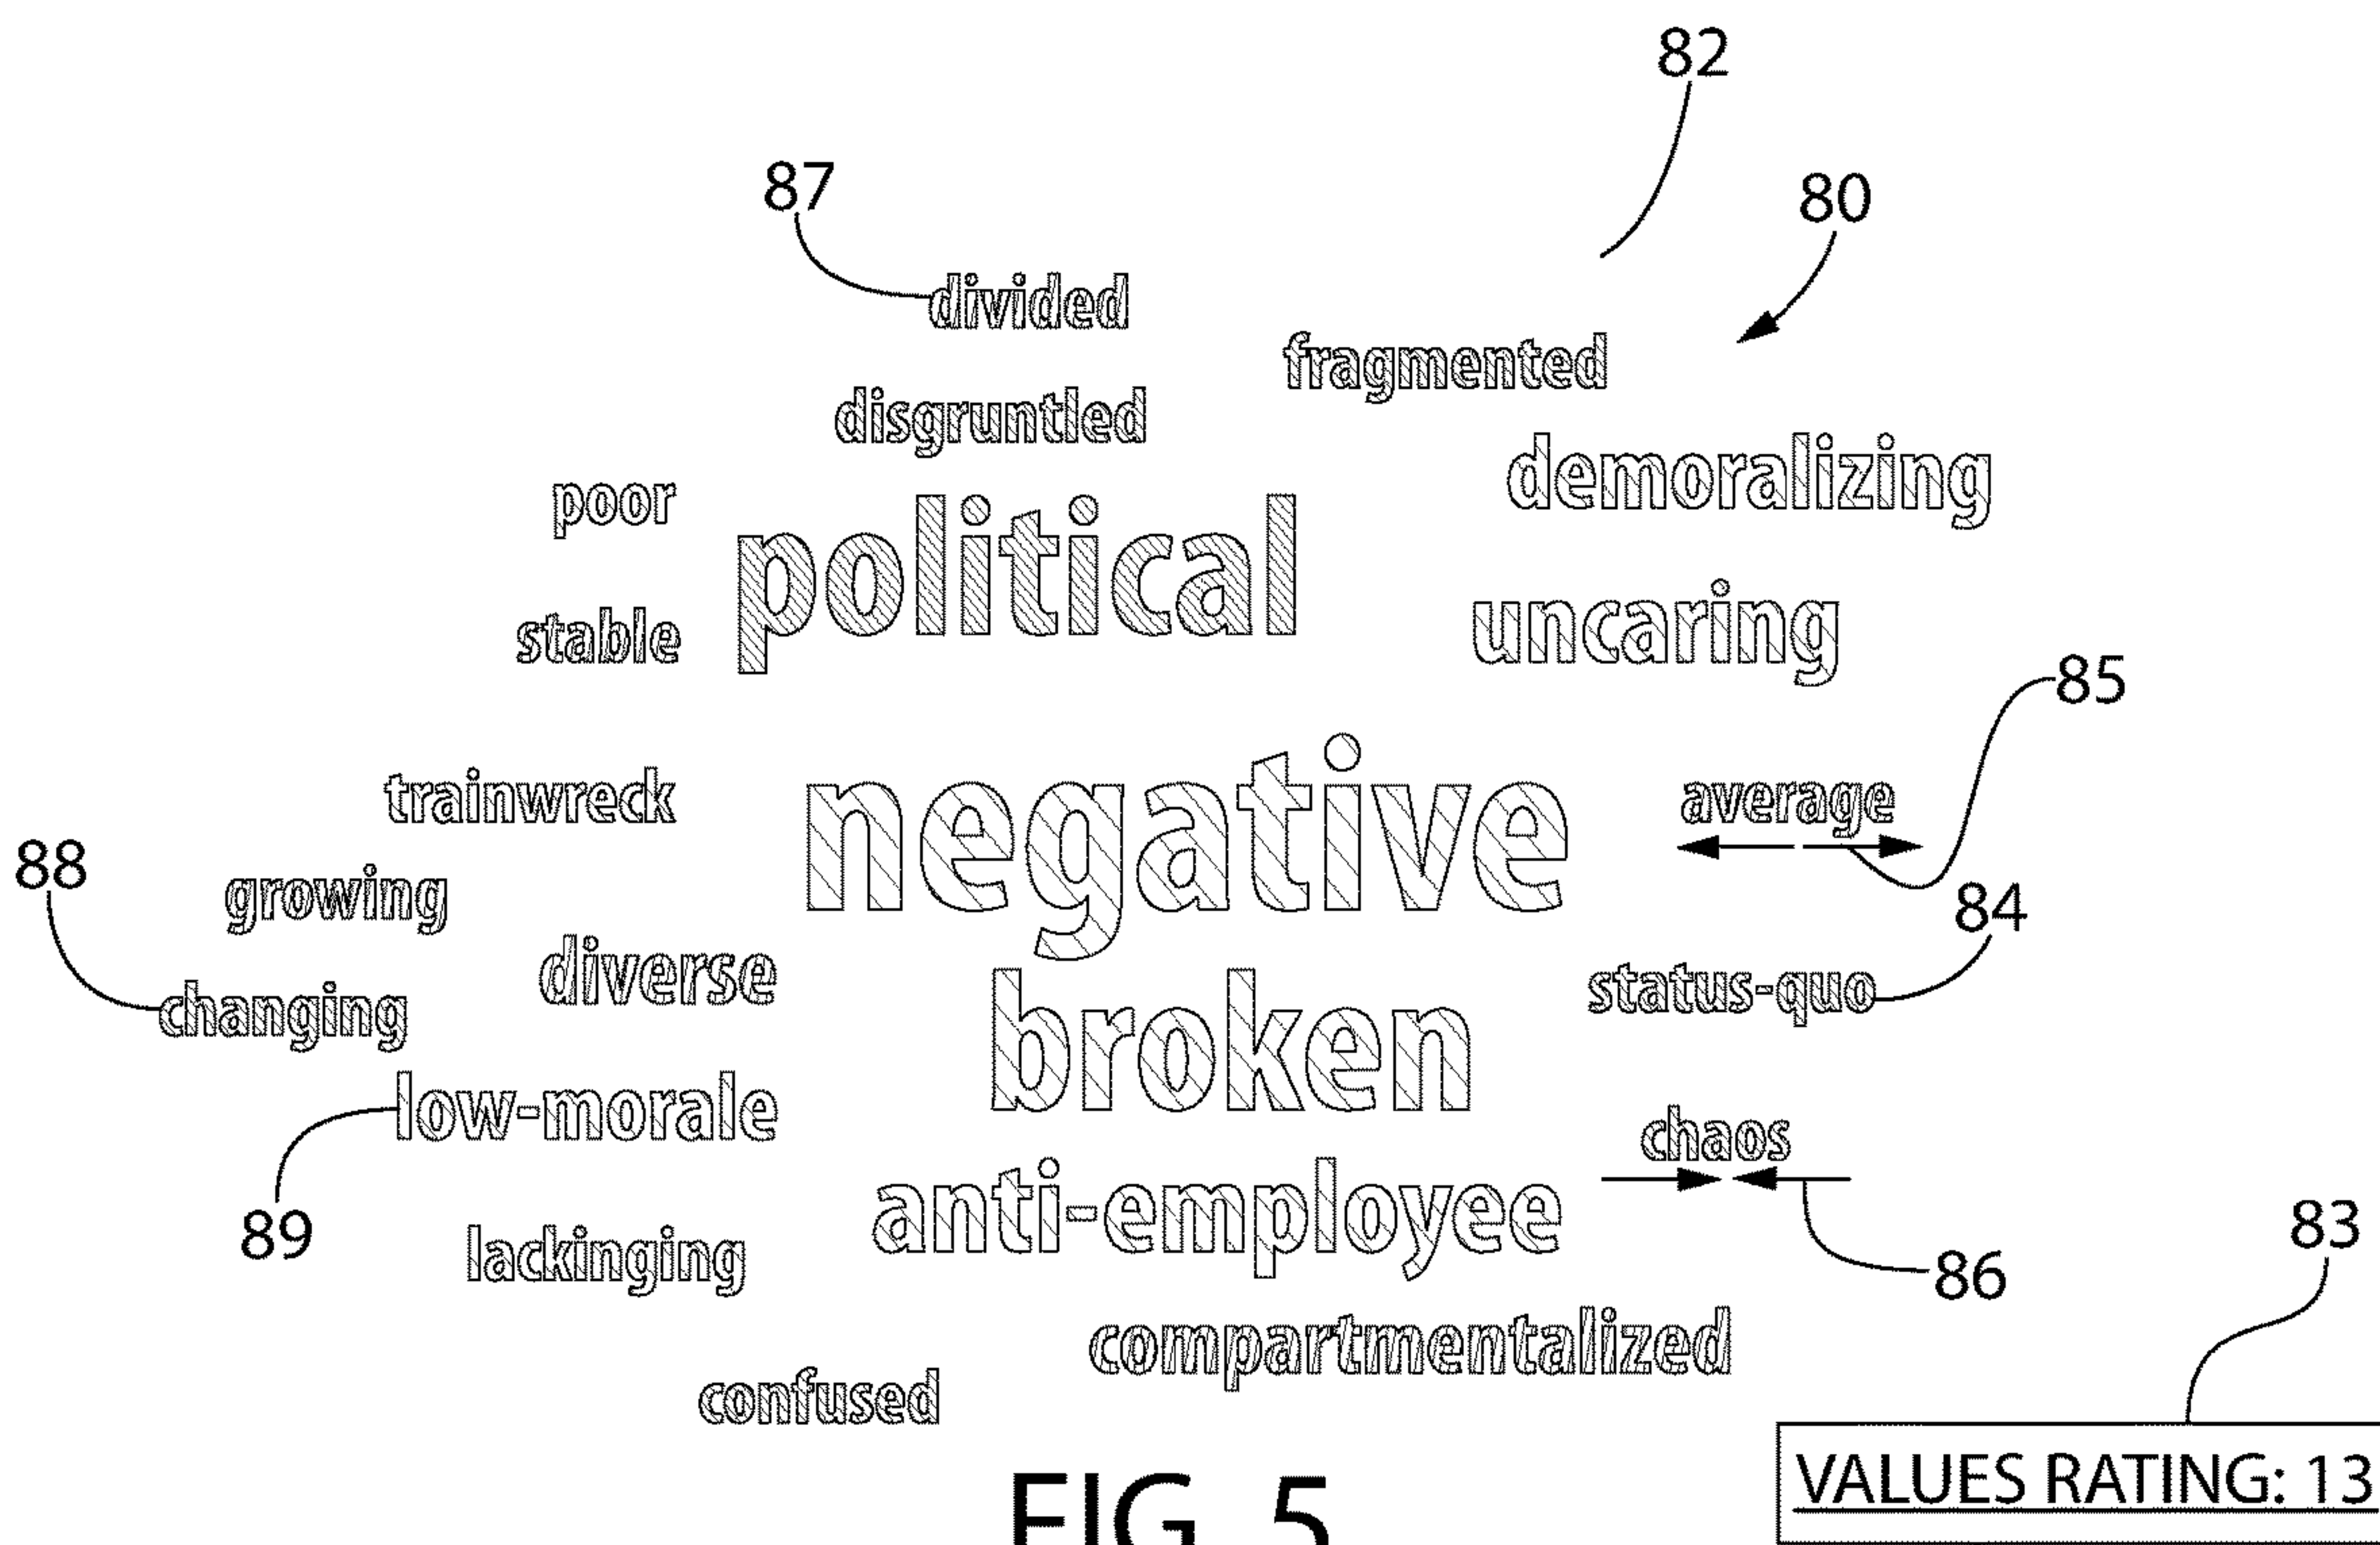 82
87
80
divided
fragmented
disgruntled
demoralizing
poor
political
stable
uncaring
85
negative
trainwreck
average
88
growing
84
diverse
status-quo
changing
broken
low-morale
chaos
anti-employee
89
83
lackinging
86
compartmentalized
confused
VALUES RATING: 13
FIG. 5